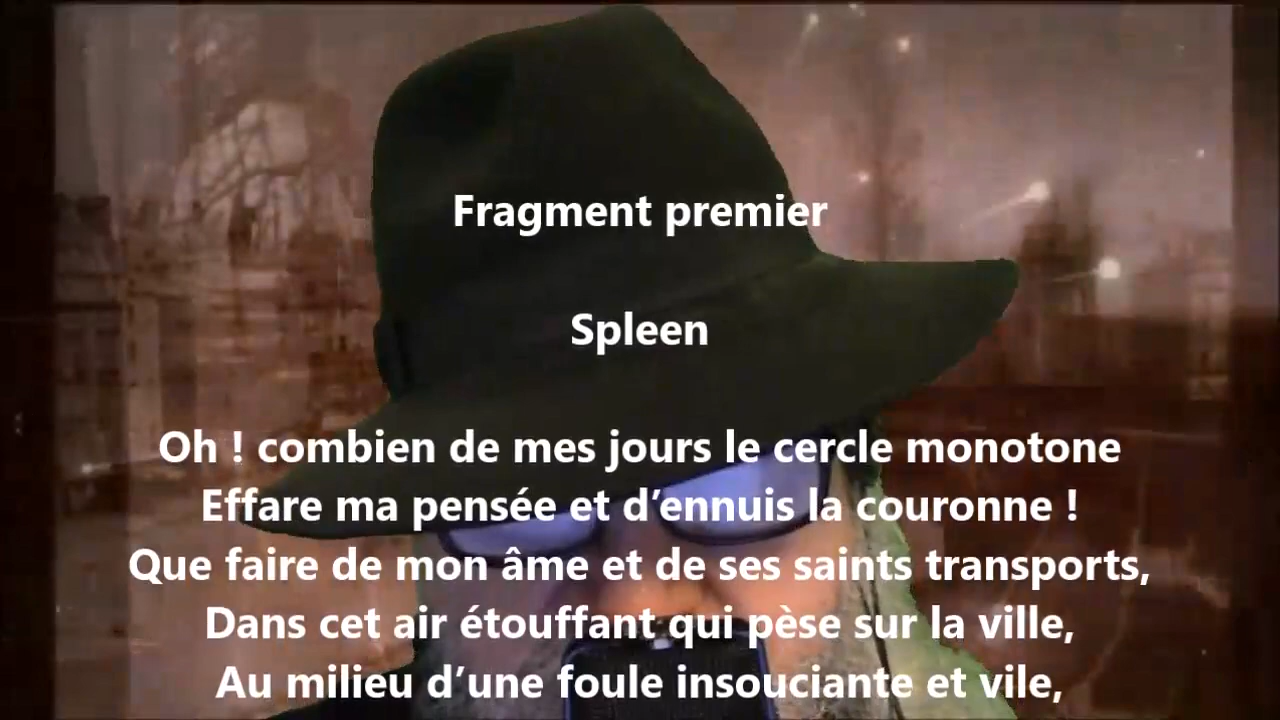 Fragment premier
Spleen
Oh ! combien de mes jours le cercle monotone
Effare ma pensée et d’ennuis la couronne !
Que faire de mon âme et de ses saints transports,
Dans cet air étouffant qui pèse sur la ville,
Au milieu d’une foule insouciante et vile,